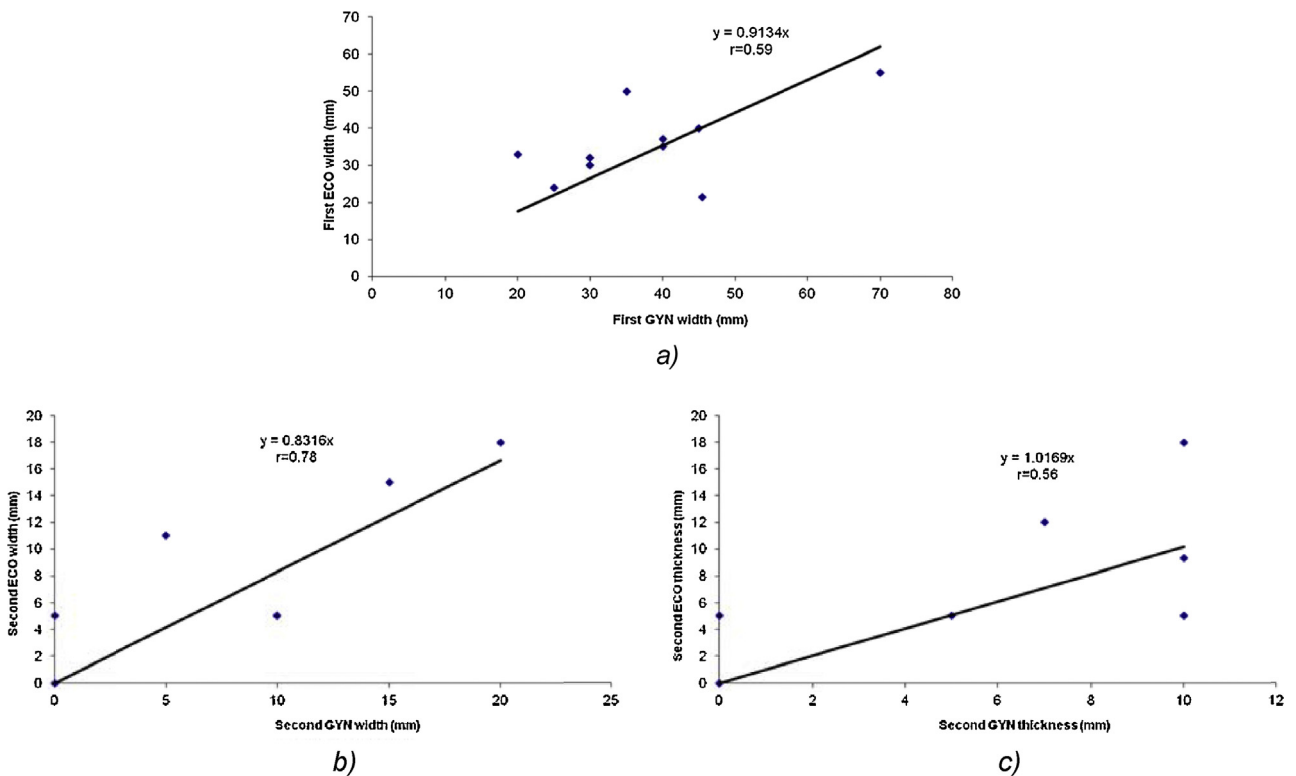 70
60
50
40
30
20
10
0
First ECO width (mm)
y = 0.9134x
r=0.59
0 10 20 30 40 50 60 70 80
First GYN width (mm)
a)
20
18
16
14
12
10
8
6
4
2
0
Second ECO width (mm)
y = 0.8316x
r=0.78
0 5 10 15 20 25
Second GYN width (mm)
b)
20
18
16
14
12
10
8
6
4
2
0
Second ECO thickness (mm)
y = 1.0169x
r=0.56
0 2 4 6 8 10 12
Second GYN thickness (mm)
c)